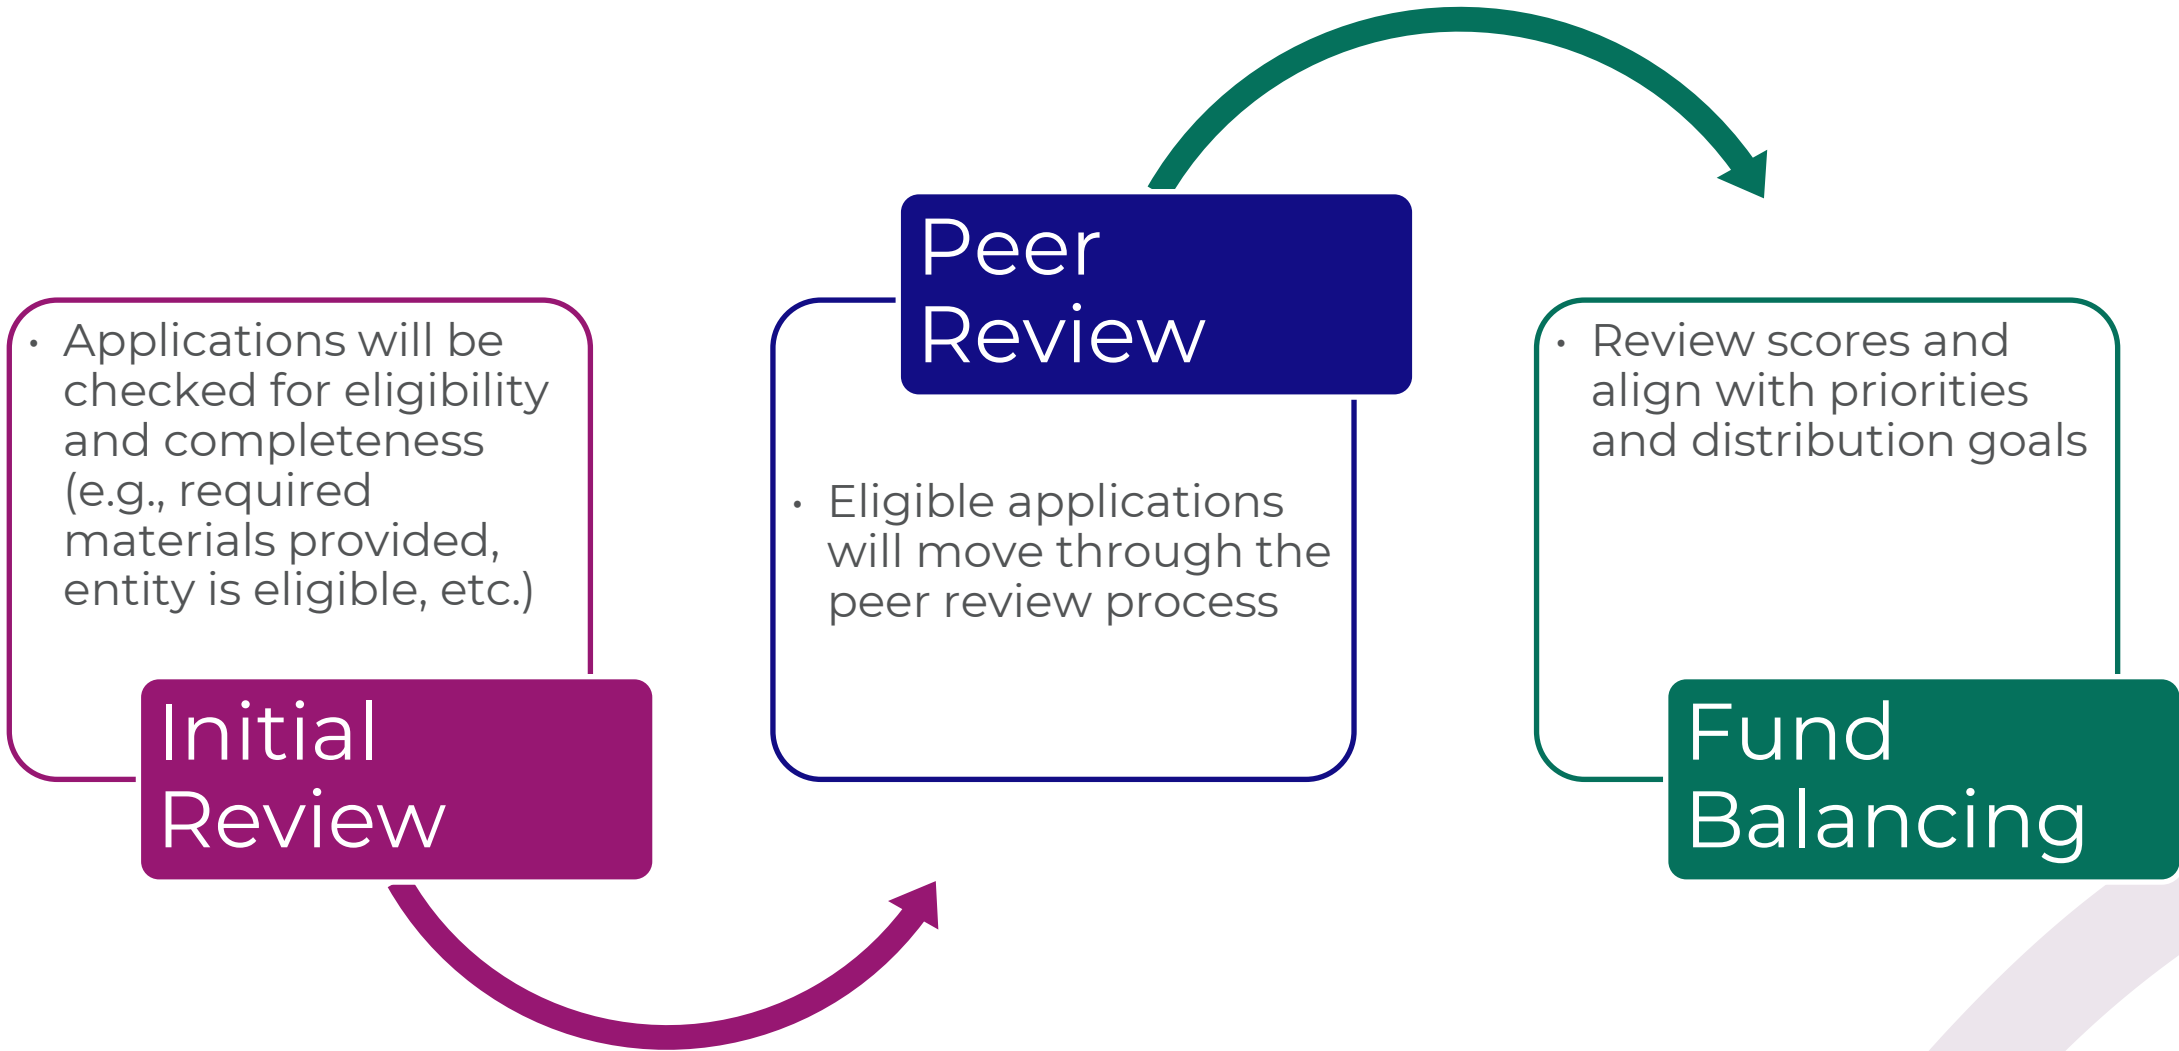 • Applications will be
checked for eligibility
and completeness
(e.g., required
materials provided,
entity is eligible, etc.)
Initial
Review
Peer
Review
• Eligible applications
will move through the
peer review process
• Review scores and
align with priorities
and distribution goals
Fund
Balancing